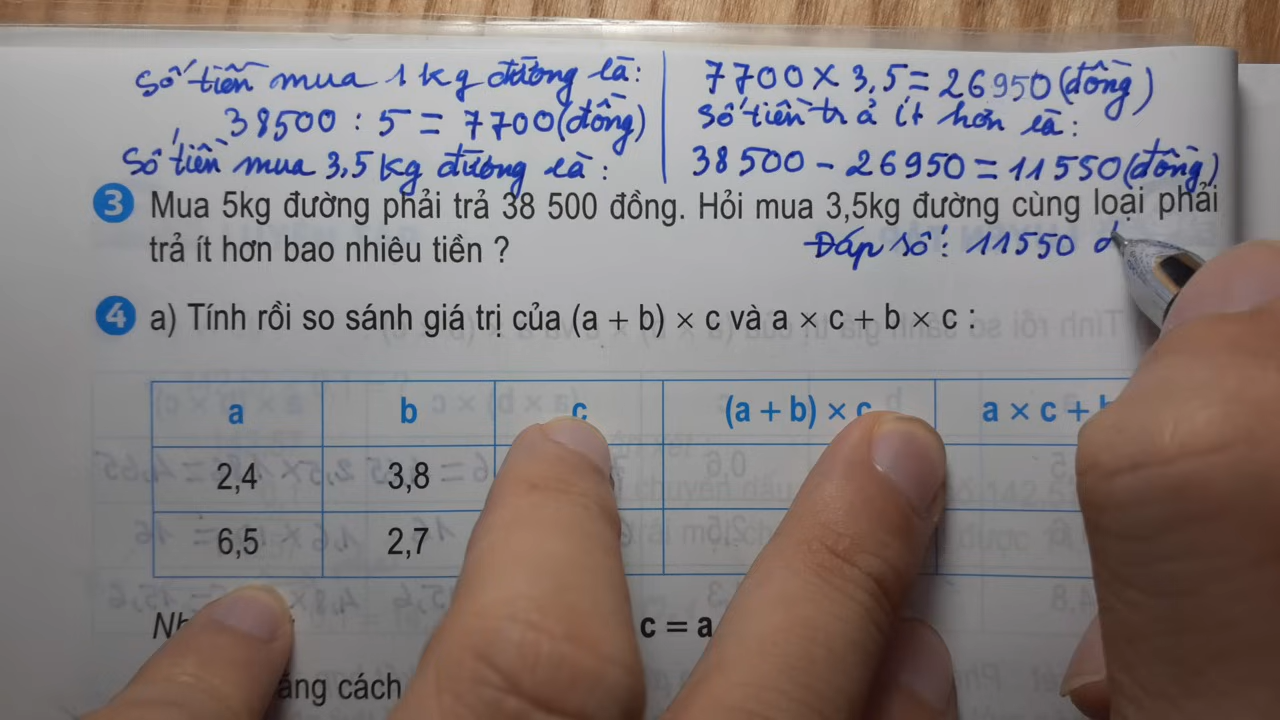 Số tiền mua 1 kg đường là:
38500 : 5 = 7700(đồng)
Số tiền mua 3,5 kg đường là:
7700 × 3,5 = 26950(đồng)
Số tiền trả ít hơn là:
38500 - 26950 = 11550(đồng)
3 Mua 5kg đường phải trả 38 500 đồng. Hỏi mua 3,5kg đường cùng loại phải
trả ít hơn bao nhiêu tiền ?
Đáp số: 11550 đ
4 a) Tính rồi so sánh giá trị của (a + b) × c và a × c + b × c :
a b c (a + b) × c a × c + b
2,4 3,8
6,5 2,7
c = a
cách